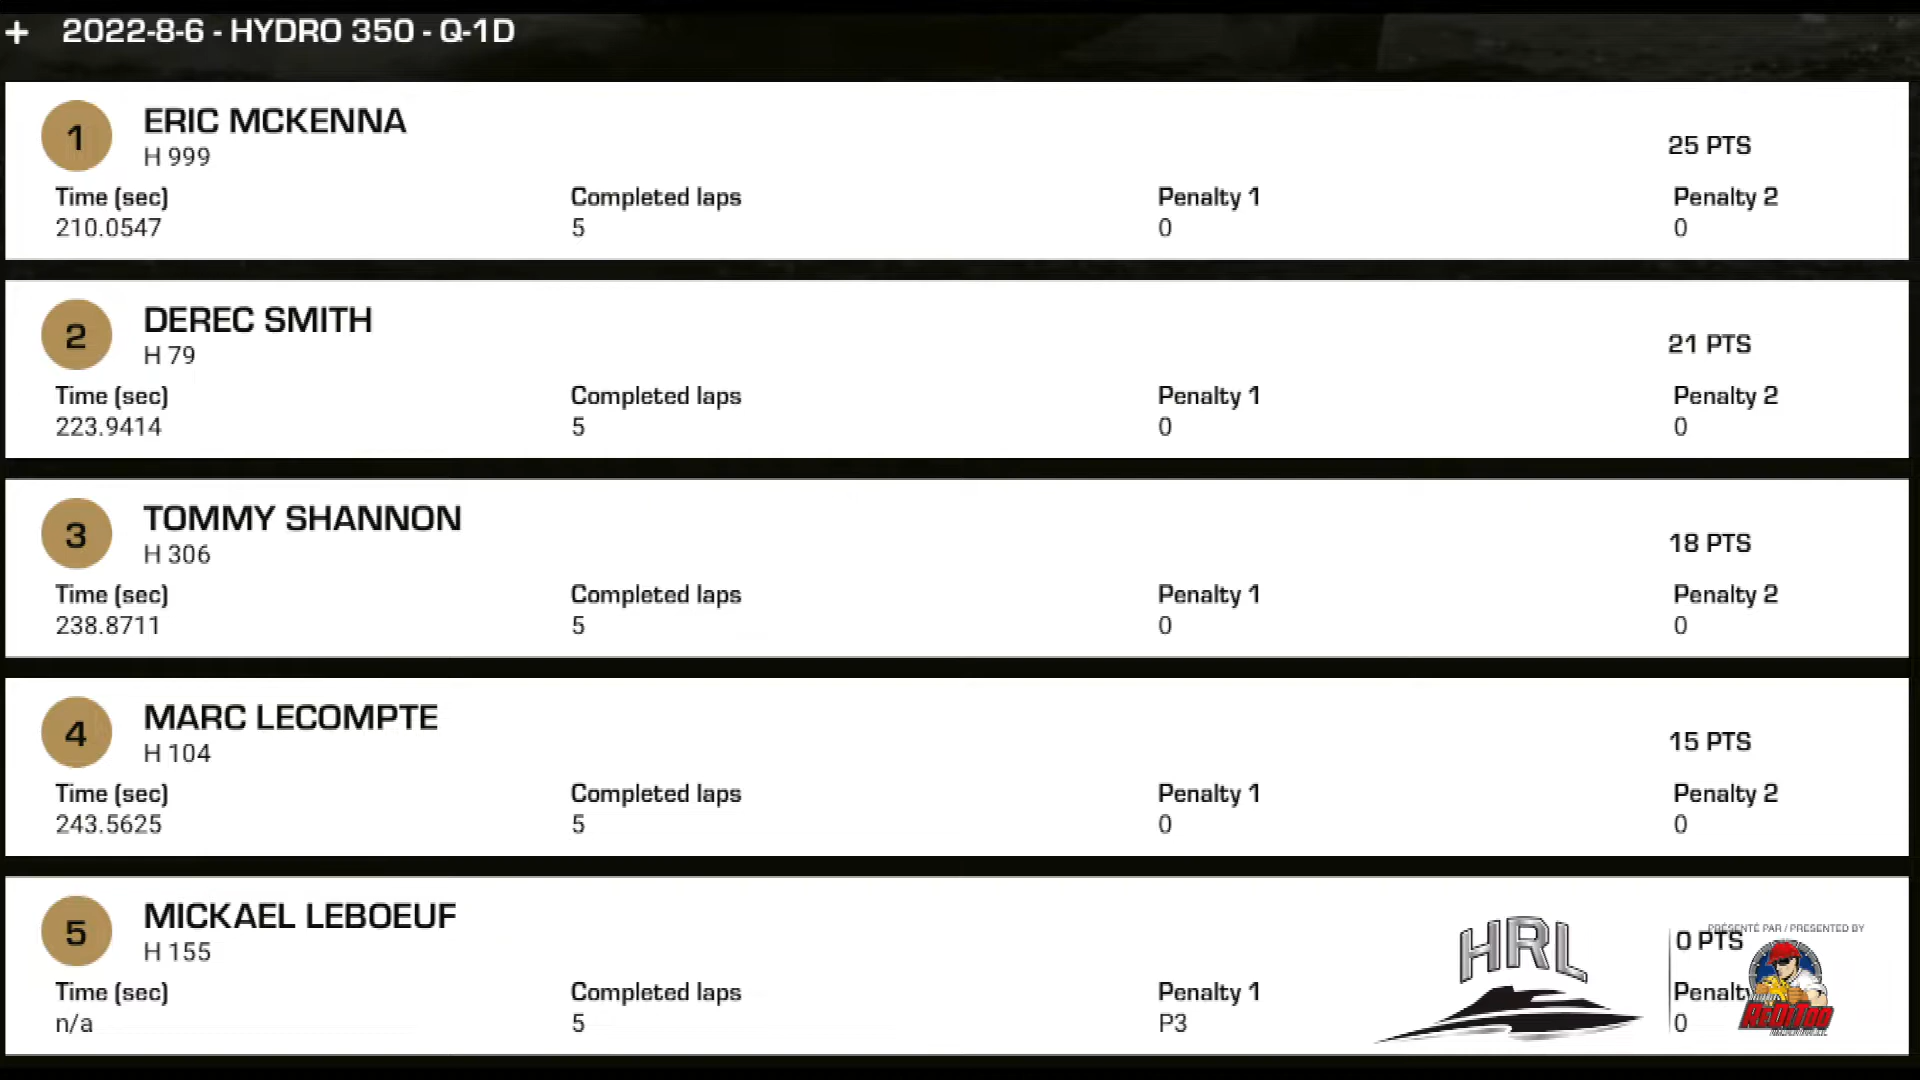 + 2022-8-6 - HYDRO 350 - Q-1D
1 ERIC MCKENNA
H 999
25 PTS
Time (sec) Completed laps Penalty 1 Penalty 2
210.0547 5 0 0
2 DEREC SMITH
H 79
21 PTS
Time (sec) Completed laps Penalty 1 Penalty 2
223.9414 5 0 0
3 TOMMY SHANNON
H 306
18 PTS
Time (sec) Completed laps Penalty 1 Penalty 2
238.8711 5 0 0
4 MARC LECOMPTE
H 104
15 PTS
Time (sec) Completed laps Penalty 1 Penalty 2
243.5625 5 0 0
5 MICKAEL LEBOEUF
H 155
HRL
PRÉSENTÉ PAR / PRESENTED BY
0 PTS
Time (sec) Completed laps Penalty 1 Penalty
n/a 5 P3 0